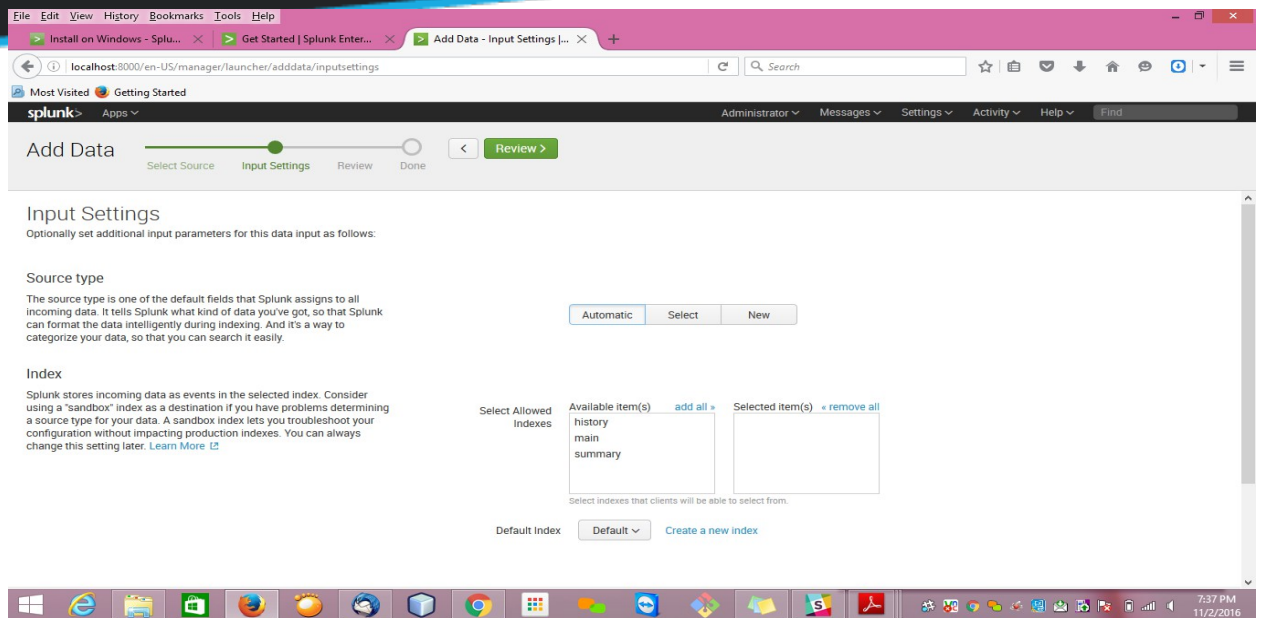 File Edit View History Bookmarks Tools Help
Install on Windows - Splu... Get Started | Splunk Enter... Add Data - Input Settings |...
localhost:8000/en-US/manager/launcher/adddata/inputsettings
Search
Most Visited Getting Started
splunk> Apps Administrator Messages Settings Activity Help Find
Add Data
Select Source Input Settings Review Done
< Review >
Input Settings
Optionally set additional input parameters for this data input as follows:
Source type
The source type is one of the default fields that Splunk assigns to all
incoming data. It tells Splunk what kind of data you've got, so that Splunk
can format the data intelligently during indexing. And it's a way to
categorize your data, so that you can search it easily.
Automatic Select New
Index
Splunk stores incoming data as events in the selected index. Consider
using a "sandbox" index as a destination if you have problems determining
a source type for your data. A sandbox index lets you troubleshoot your
configuration without impacting production indexes. You can always
change this setting later. Learn More
Select Allowed
Indexes
Available item(s) add all »
history
main
summary
Selected item(s) « remove all
Select indexes that clients will be able to select from.
Default Index Default Create a new index
7:37 PM
11/2/2016